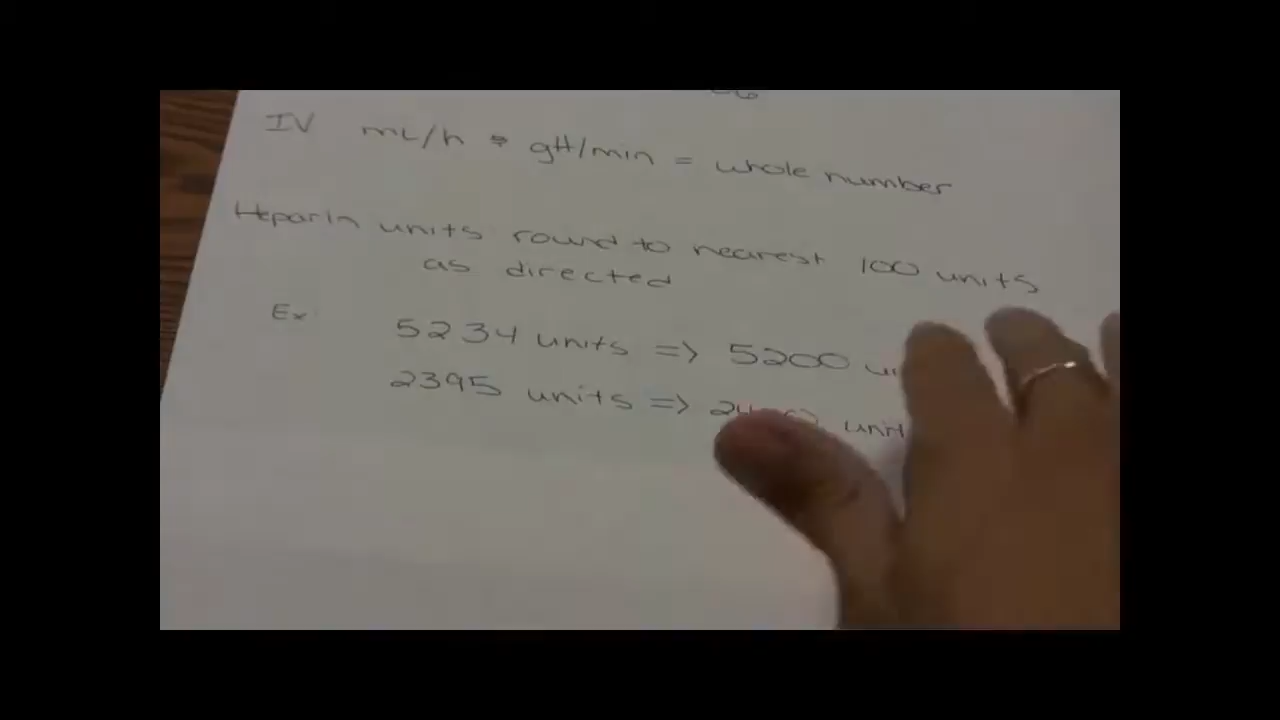 IV mL/h gtt/min = whole number
Heparin units round to nearest 100 units
as directed
Ex 5234 units => 5200
2395 units =>